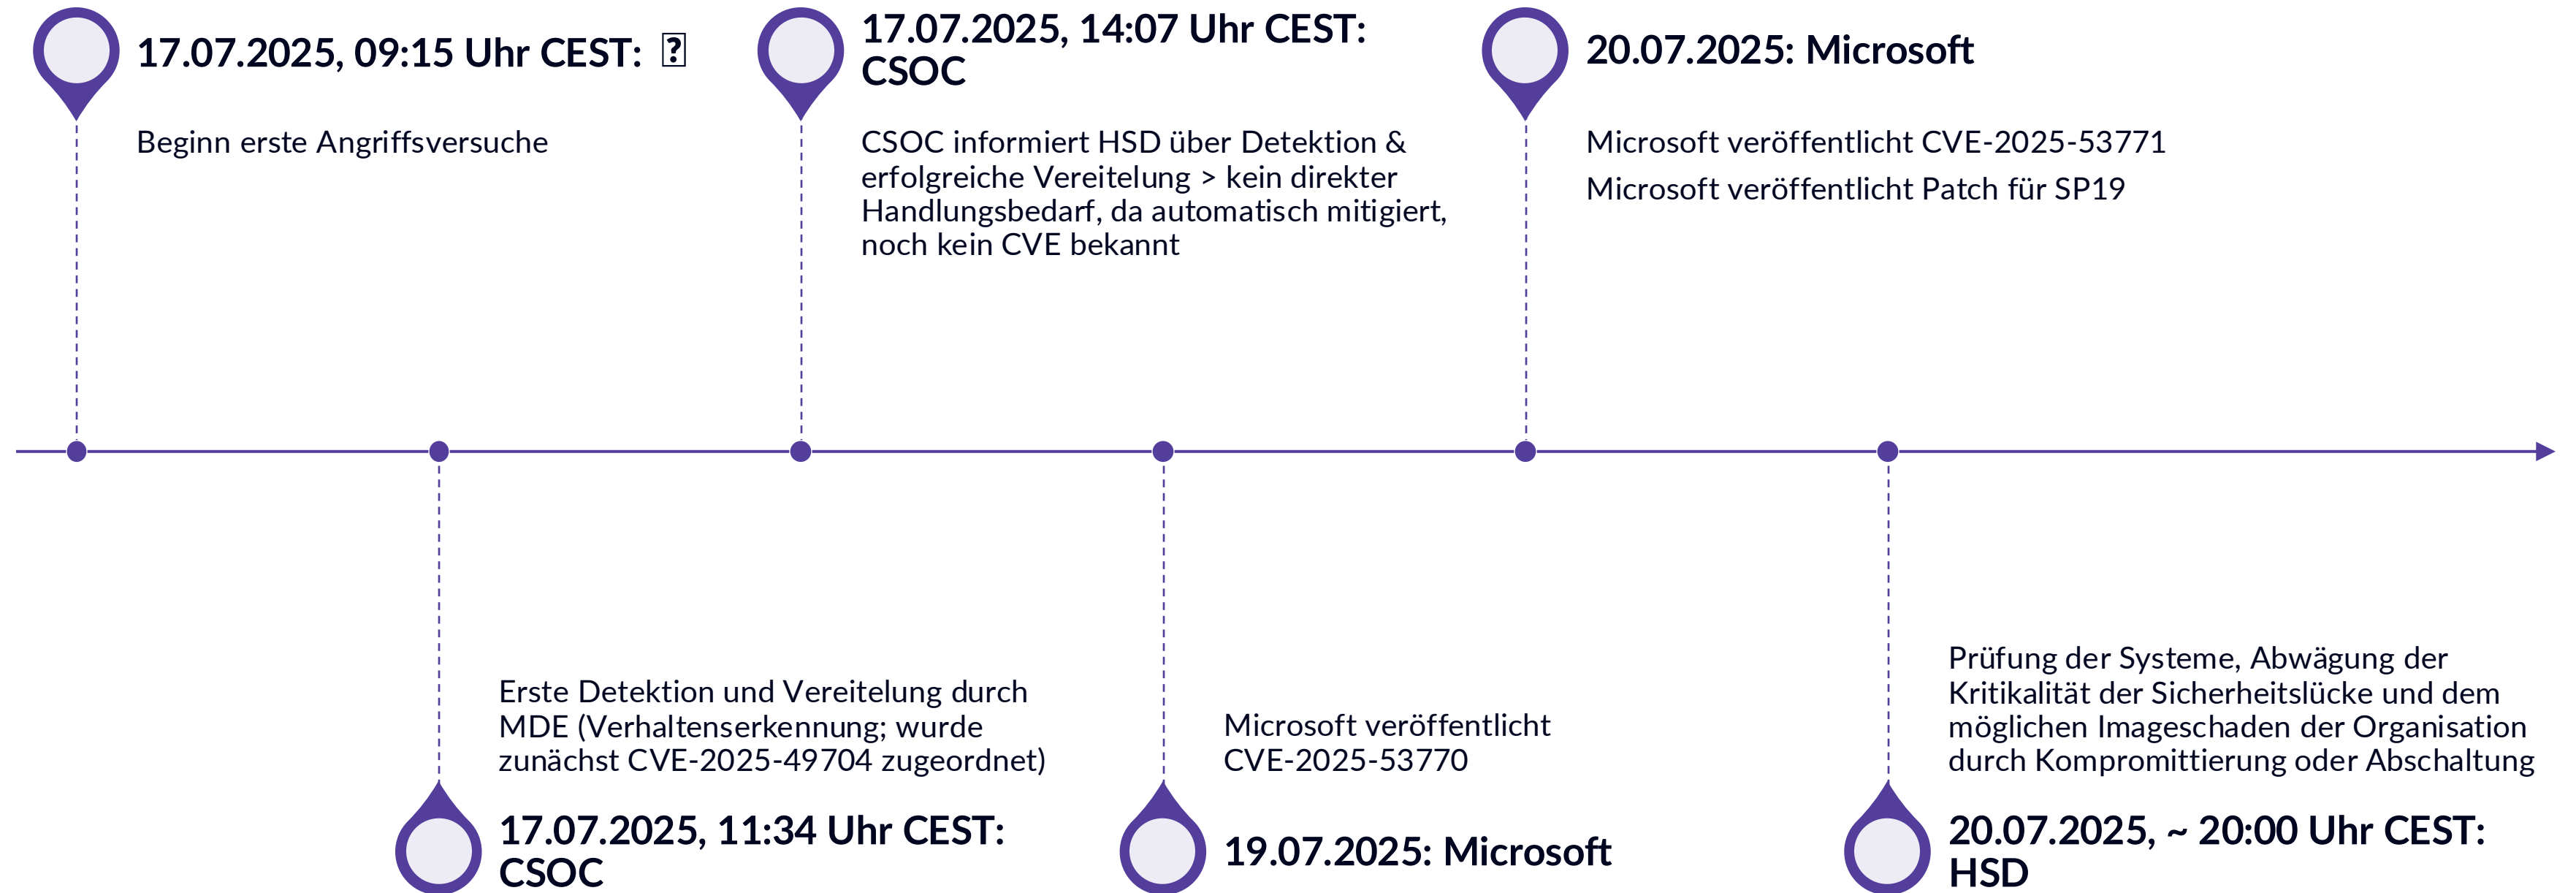 17.07.2025, 09:15 Uhr CEST:
Beginn erste Angriffsversuche
Erste Detektion und Vereitelung durch
MDE (Verhaltenserkennung; wurde
zunächst CVE-2025-49704 zugeordnet)
17.07.2025, 11:34 Uhr CEST:
CSOC
17.07.2025, 14:07 Uhr CEST:
CSOC
CSOC informiert HSD über Detektion &
erfolgreiche Vereitelung > kein direkter
Handlungsbedarf, da automatisch mitigiert,
noch kein CVE bekannt
Microsoft veröffentlicht
CVE-2025-53770
19.07.2025: Microsoft
20.07.2025: Microsoft
Microsoft veröffentlicht CVE-2025-53771
Microsoft veröffentlicht Patch für SP19
Prüfung der Systeme, Abwägung der
Kritikalität der Sicherheitslücke und dem
möglichen Imageschaden der Organisation
durch Kompromittierung oder Abschaltung
20.07.2025, ~ 20:00 Uhr CEST:
HSD